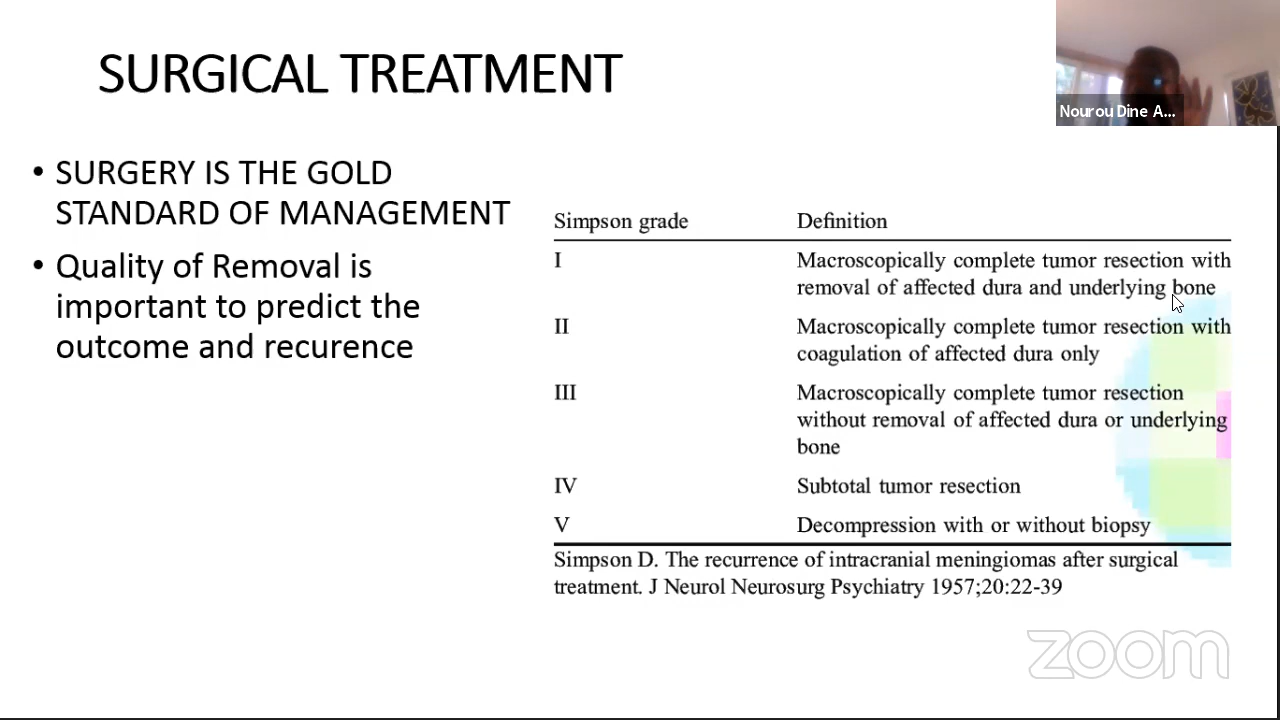 SURGICAL TREATMENT
Nourou Dine A...
• SURGERY IS THE GOLD
STANDARD OF MANAGEMENT
• Quality of Removal is
important to predict the
outcome and recurence
Simpson grade Definition
I Macroscopically complete tumor resection with
removal of affected dura and underlying bone
II Macroscopically complete tumor resection with
coagulation of affected dura only
III Macroscopically complete tumor resection
without removal of affected dura or underlying
bone
IV Subtotal tumor resection
V Decompression with or without biopsy
Simpson D. The recurrence of intracranial meningiomas after surgical
treatment. J Neurol Neurosurg Psychiatry 1957;20:22-39
zoom